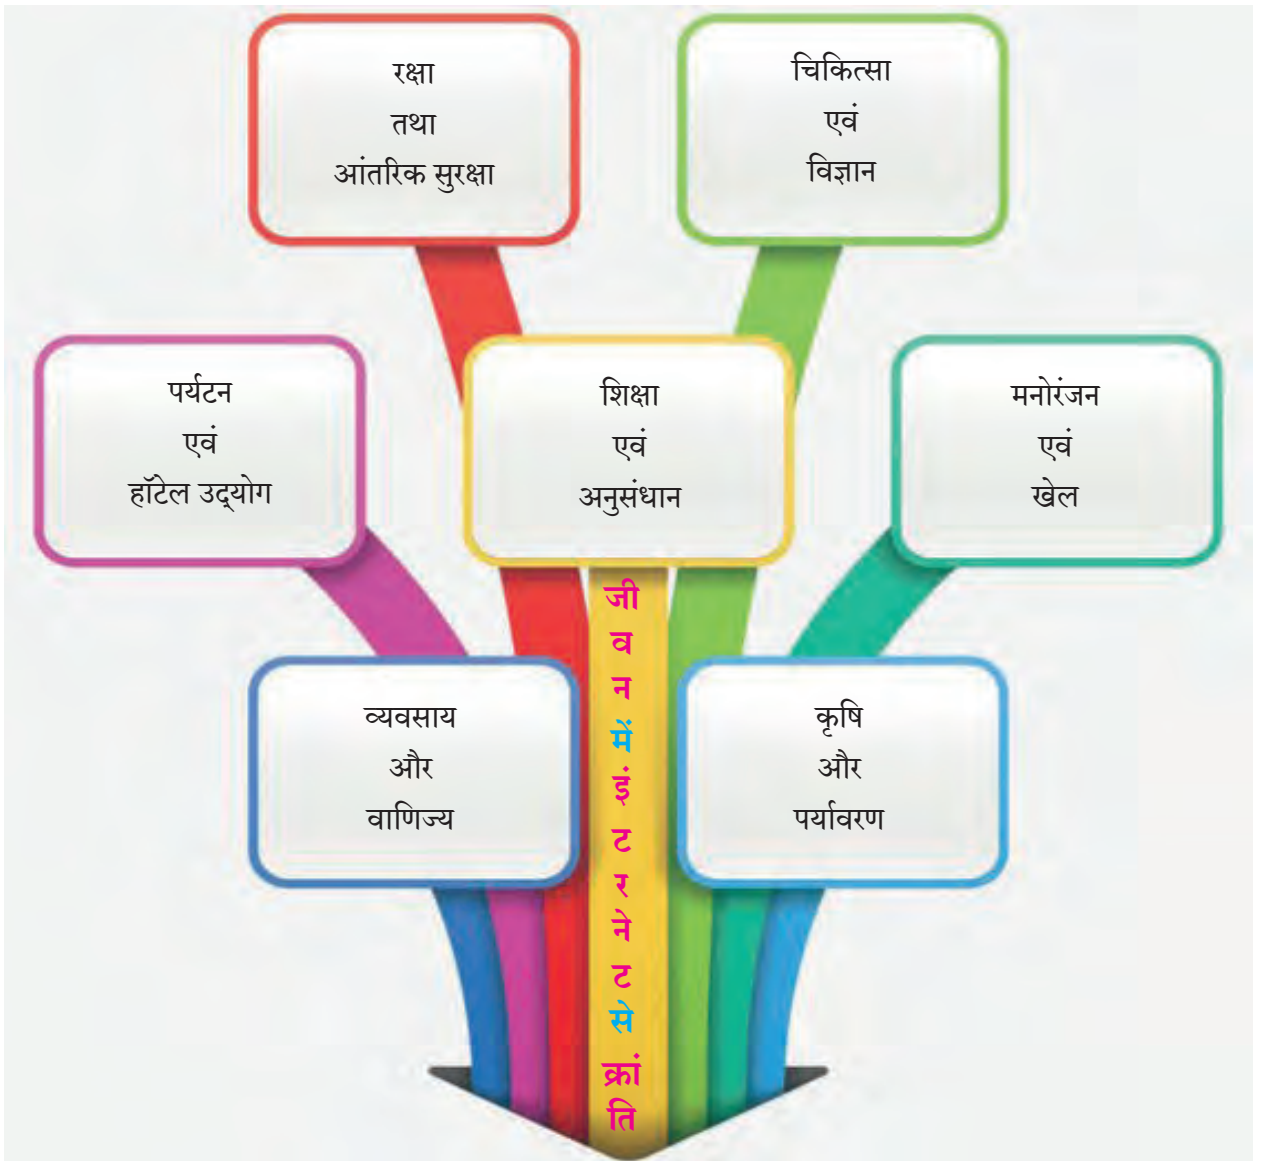 रक्षा
तथा
आंतरिक सुरक्षा
चिकित्सा
एवं
विज्ञान
पर्यटन
एवं
हॉटेल उद्‌योग
शिक्षा
एवं
अनुसंधान
मनोरंजन
एवं
खेल
व्यवसाय
और
वाणिज्य
कृषि
और
पर्यावरण
जी
व
न
में
इं
ट
र
ने
ट
से
क्रां
ति